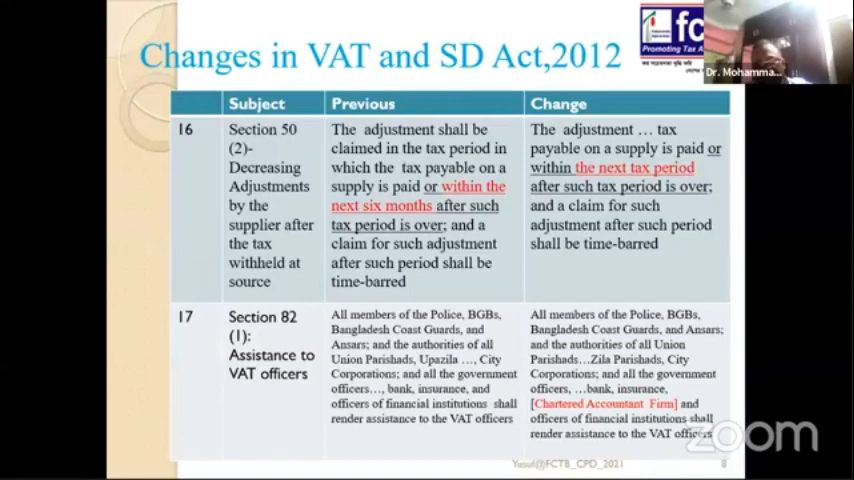 Changes in VAT and SD Act,2012
fc
Promoting Tax A
Dr. Mohamma...
Subject
Previous
Change
16
Section 50
(2)-
Decreasing
Adjustments
by the
supplier after
the tax
withheld at
source
The adjustment shall be
claimed in the tax period in
which the tax payable on a
supply is paid or within the
next six months after such
tax period is over; and a
claim for such adjustment
after such period shall be
time-barred
The adjustment … tax
payable on a supply is paid or
within the next tax period
after such tax period is over;
and a claim for such
adjustment after such period
shall be time-barred
17
Section 82
(1):
Assistance to
VAT officers
All members of the Police, BGBs,
Bangladesh Coast Guards, and
Ansars; and the authorities of all
Union Parishads, Upazila …, City
Corporations; and all the government
officers…, bank, insurance, and
officers of financial institutions shall
render assistance to the VAT officers
All members of the Police, BGBs,
Bangladesh Coast Guards, and Ansars;
and the authorities of all Union
Parishads…Zila Parishads, City
Corporations; and all the government
officers, …bank, insurance,
[Chartered Accountant Firm] and
officers of financial institutions shall
render assistance to the VAT officers
zoom
Yusuf@FCTB_CPD_2021
8